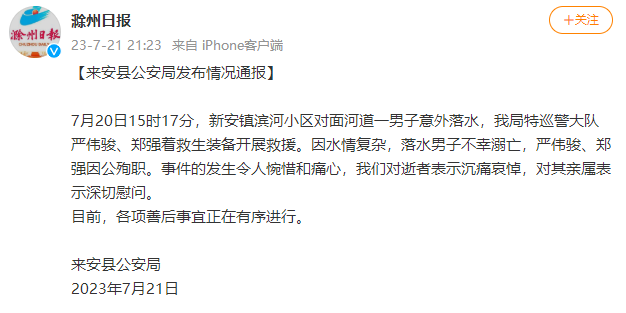 滁州日报
滁州日报
+关注
23-7-21 21:23 来自 iPhone客户端
【来安县公安局发布情况通报】
7月20日15时17分，新安镇滨河小区对面河道一男子意外落水，我局特巡警大队
严伟骏、郑强着救生装备开展救援。因水情复杂，落水男子不幸溺亡，严伟骏、郑
强因公殉职。事件的发生令人惋惜和痛心，我们对逝者表示沉痛哀悼，对其亲属表
示深切慰问。
目前，各项善后事宜正在有序进行。
来安县公安局
2023年7月21日